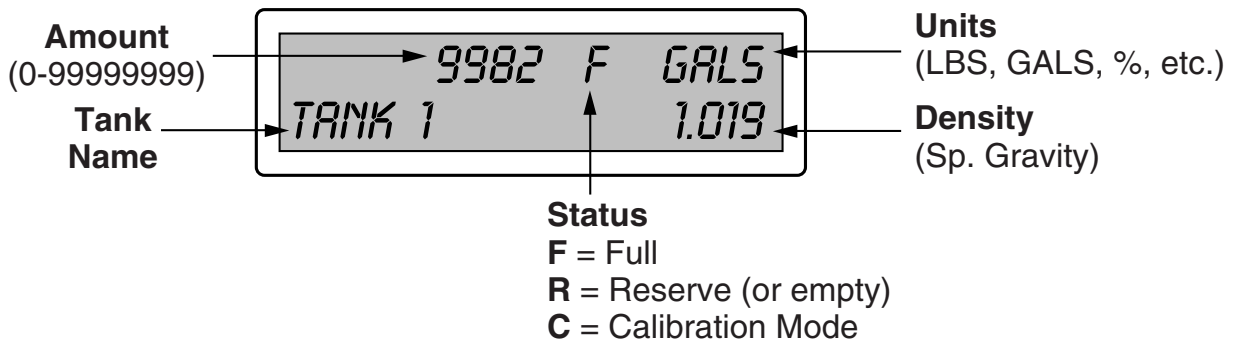 Amount
(0-99999999)
Tank
Name
9982 F GALS
TANK 1 1.019
Units
(LBS, GALS, %, etc.)
Density
(Sp. Gravity)
Status
F = Full
R = Reserve (or empty)
C = Calibration Mode